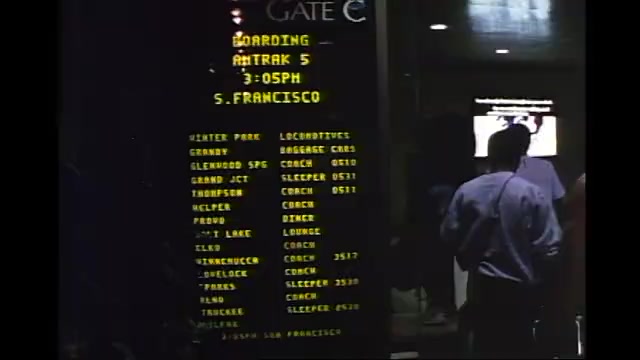 GATE C
BOARDING
AMTRAK 5
3:05PM
S.FRANCISCO
WINTER PARK LOCOMOTIVES
GRANBY BAGGAGE CARS
GLENWOOD SPG COACH 0510
GRAND JCT SLEEPER 0531
THOMPSON COACH 0511
HELPER COACH
PROVO DINER
LAKE LOUNGE
ELKO COACH
WINNEMUCCA COACH 3517
LOVELOCK COACH
SPARKS SLEEPER 3530
RENO COACH
TRUCKEE SLEEPER
3:05PM SAN FRANCISCO